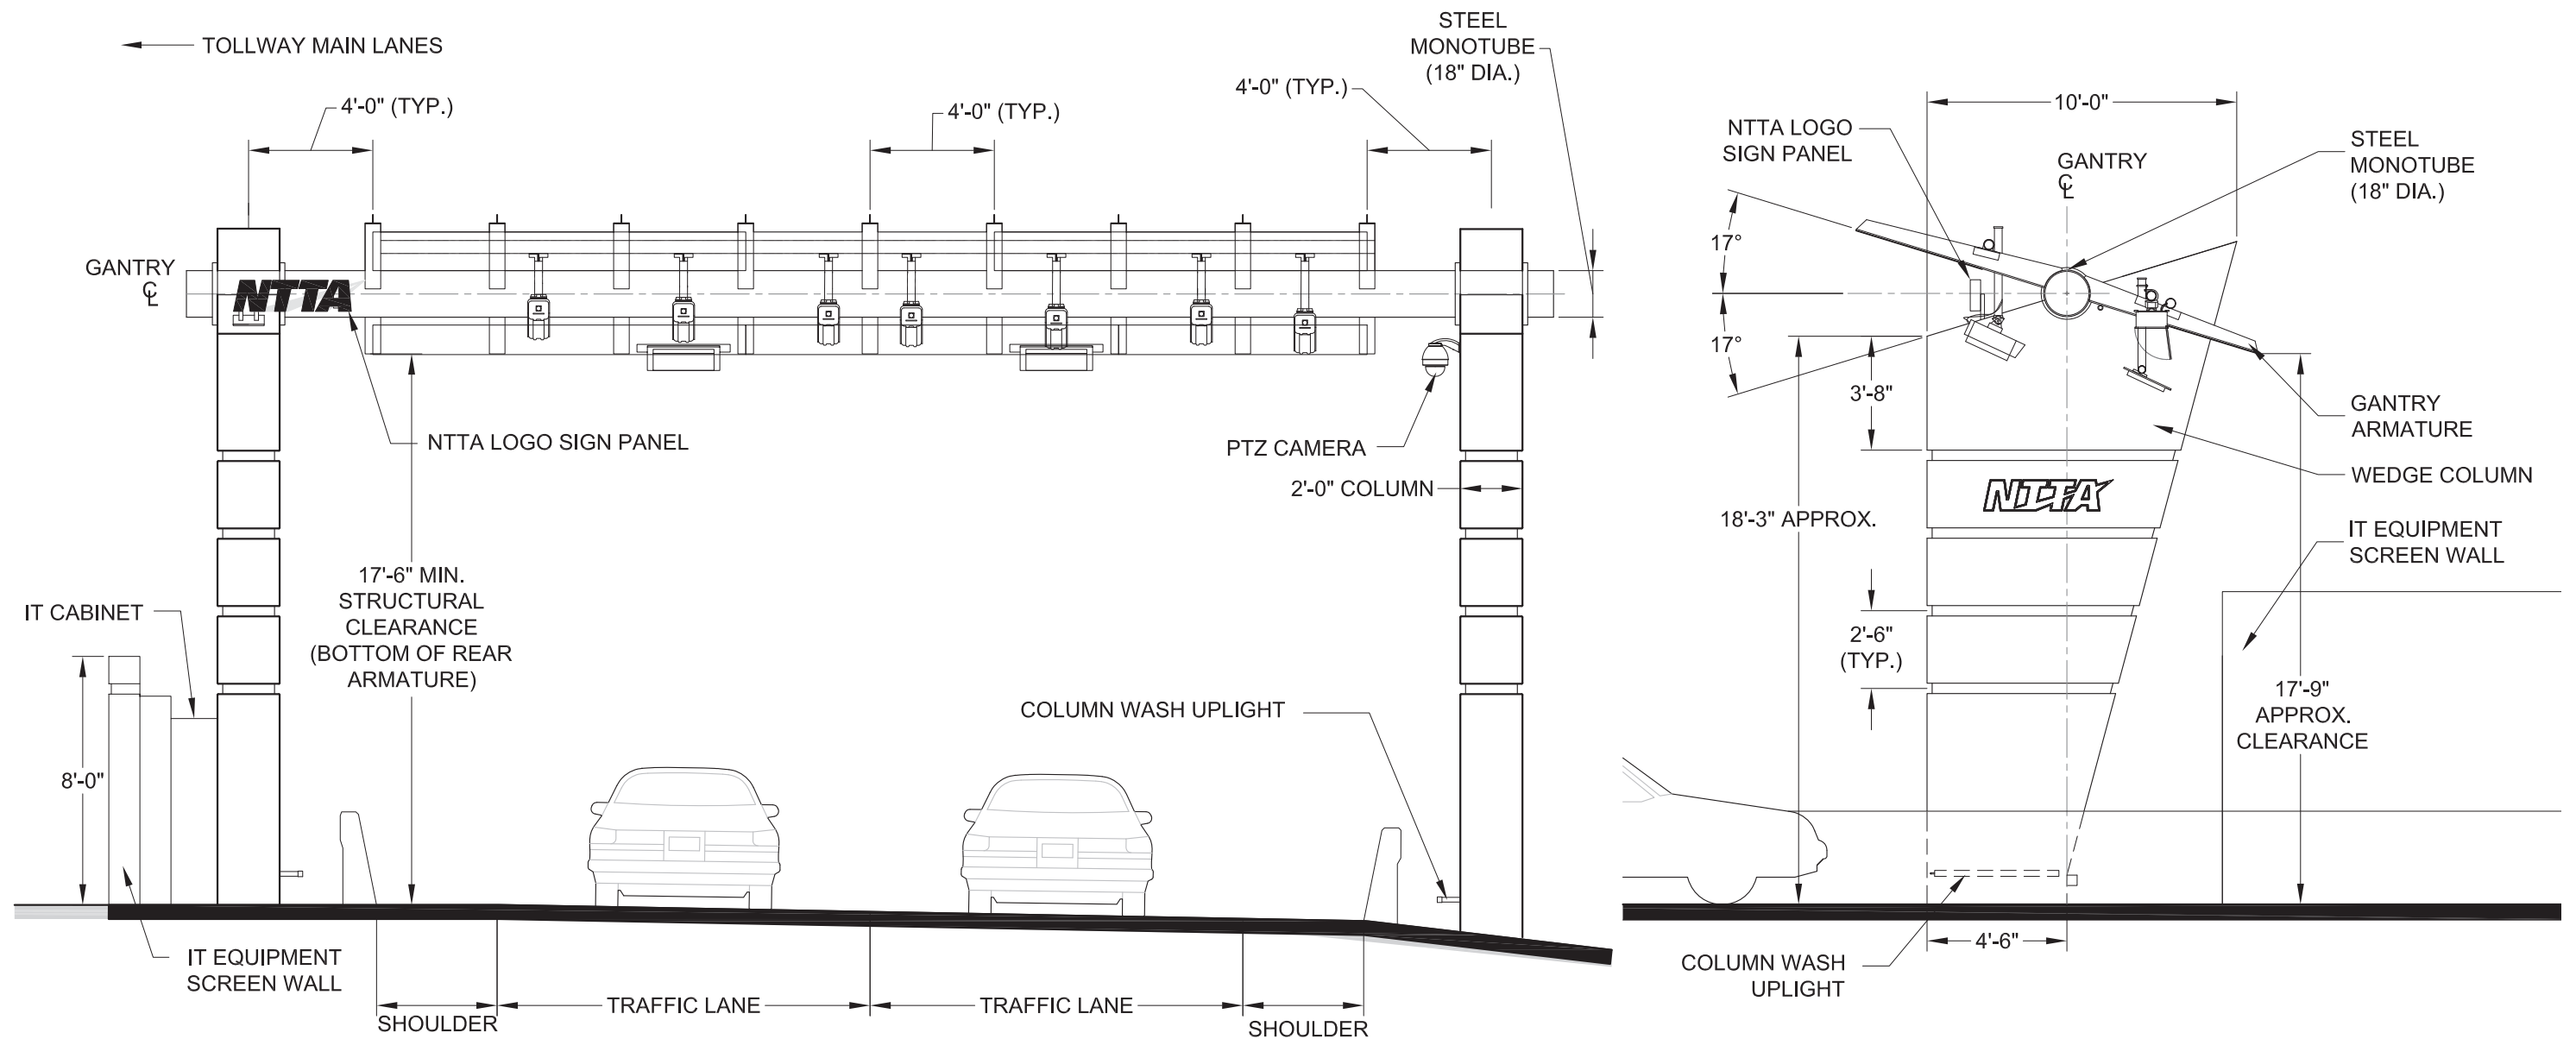 TOLLWAY MAIN LANES
4'-0" (TYP.)
4'-0" (TYP.)
4'-0" (TYP.)
STEEL
MONOTUBE
(18" DIA.)
GANTRY
℄
NTTA
NTTA LOGO SIGN PANEL
PTZ CAMERA
2'-0" COLUMN
17'-6" MIN.
STRUCTURAL
CLEARANCE
(BOTTOM OF REAR
ARMATURE)
IT CABINET
8'-0"
COLUMN WASH UPLIGHT
IT EQUIPMENT
SCREEN WALL
SHOULDER
TRAFFIC LANE
TRAFFIC LANE
SHOULDER
10'-0"
NTTA LOGO
SIGN PANEL
GANTRY
℄
STEEL
MONOTUBE
(18" DIA.)
17°
17°
3'-8"
GANTRY
ARMATURE
WEDGE COLUMN
NTTA
18'-3" APPROX.
IT EQUIPMENT
SCREEN WALL
2'-6"
(TYP.)
17'-9"
APPROX.
CLEARANCE
4'-6"
COLUMN WASH
UPLIGHT